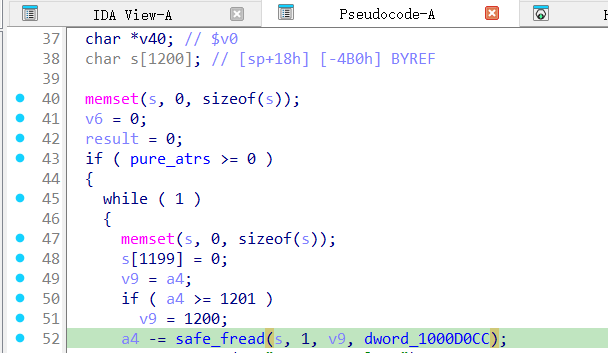 IDA View-A Pseudocode-A
37 char *v40; // $v0
38 char s[1200]; // [sp+18h] [-4B0h] BYREF
39
40 memset(s, 0, sizeof(s));
41 v6 = 0;
42 result = 0;
43 if ( pure_atrs >= 0 )
44 {
45 while ( 1 )
46 {
47 memset(s, 0, sizeof(s));
48 s[1199] = 0;
49 v9 = a4;
50 if ( a4 >= 1201 )
51 v9 = 1200;
52 a4 -= safe_fread(s, 1, v9, dword_1000D0CC);